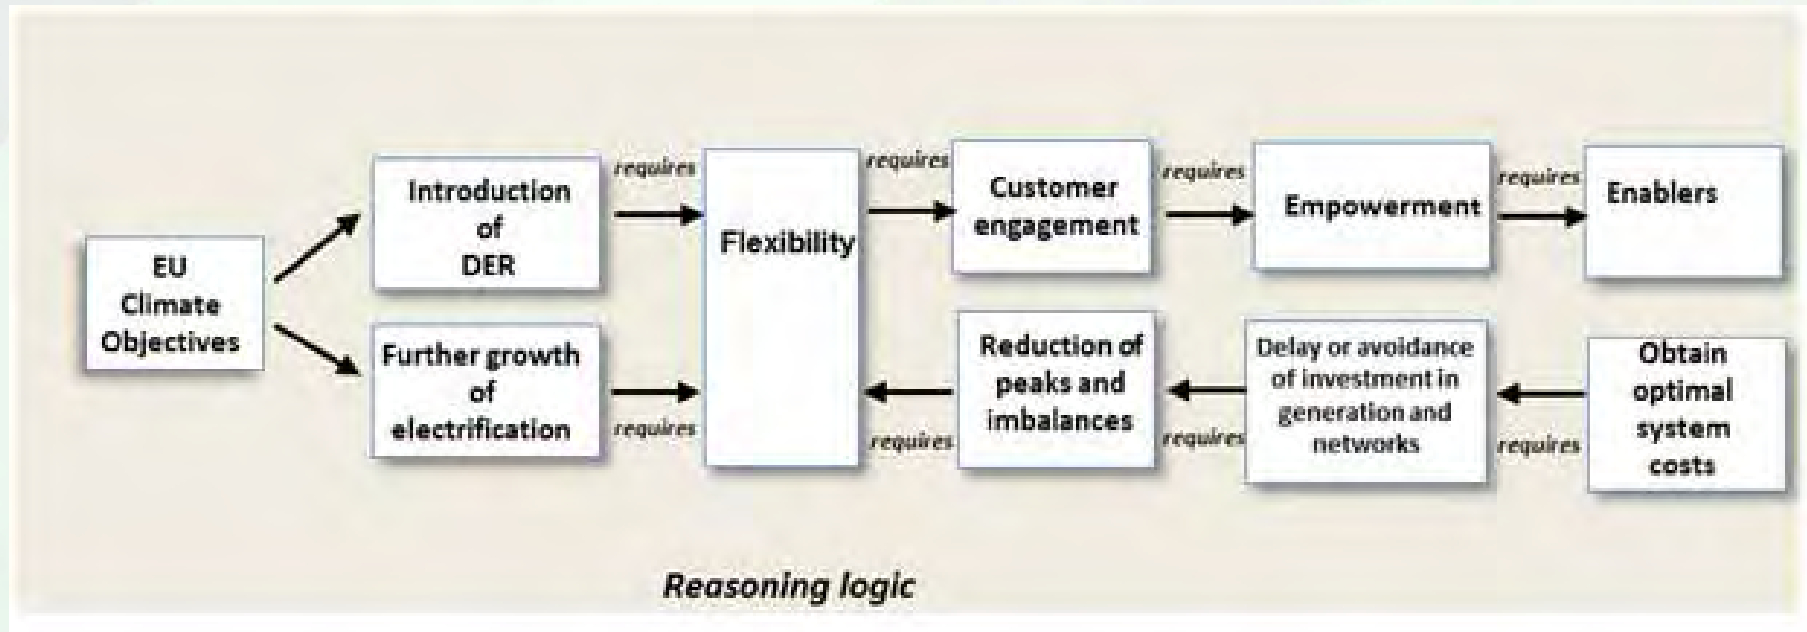 EU
Climate
Objectives
Introduction
of
DER
Further growth
of
electrification
requires
requires
Flexibility
requires
Customer
engagement
requires
Empowerment
requires
Enablers
requires
Reduction of
peaks and
imbalances
requires
Delay or avoidance
of investment in
generation and
networks
requires
Obtain
optimal
system
costs
Reasoning logic